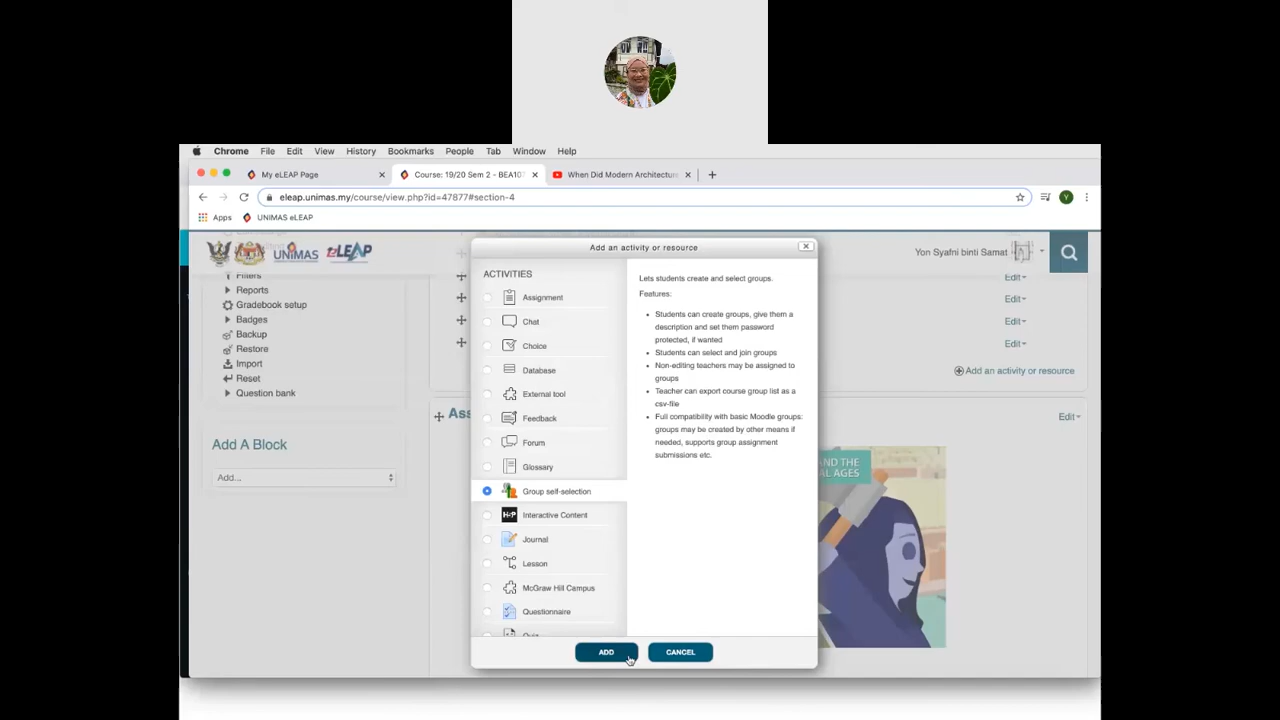 Chrome File Edit View History Bookmarks People Tab Window Help
My eLEAP Page
Course: 19/20 Sem 2 - BEA107
When Did Modern Architecture
eleap.unimas.my/course/view.php?id=47877#section-4
Y
Apps
UNIMAS eLEAP
UNIMAS
eLEAP
Yon Syafni binti Samat
Add an activity or resource
Filters
Reports
Gradebook setup
Badges
Backup
Restore
Import
Reset
Question bank
Add A Block
Add...
ACTIVITIES
Assignment
Chat
Choice
Database
External tool
Feedback
Forum
Glossary
Group self-selection
H-P Interactive Content
Journal
Lesson
McGraw Hill Campus
Questionnaire
Quiz
Lets students create and select groups.
Features:
Students can create groups, give them a
description and set them password
protected, if wanted
Students can select and join groups
Non-editing teachers may be assigned to
groups
Teacher can export course group list as a
csv-file
Full compatibility with basic Moodle groups:
groups may be created by other means if
needed, supports group assignment
submissions etc.
ADD
CANCEL
Edit
Edit
Edit
Edit
Add an activity or resource
Ass
Edit
AND THE
AL AGES